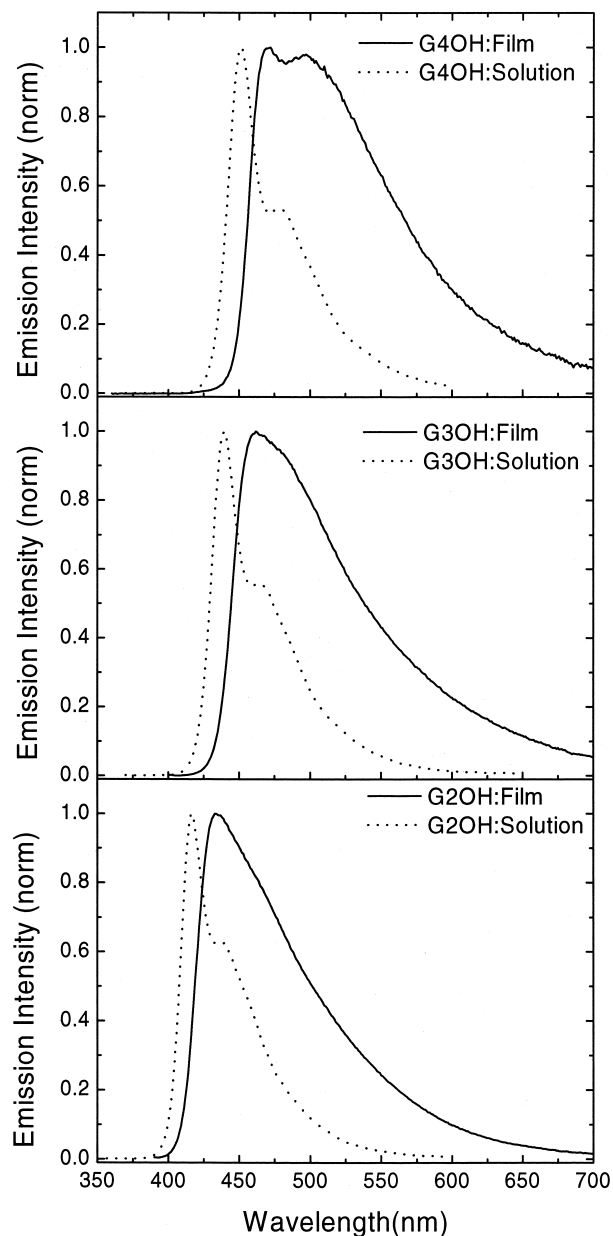 G4OH:Film
G4OH:Solution
Emission Intensity (norm)
1.0
0.8
0.6
0.4
0.2
0.0
G3OH:Film
G3OH:Solution
Emission Intensity (norm)
1.0
0.8
0.6
0.4
0.2
0.0
G2OH:Film
G2OH:Solution
Emission Intensity (norm)
1.0
0.8
0.6
0.4
0.2
0.0
350 400 450 500 550 600 650 700
Wavelength(nm)